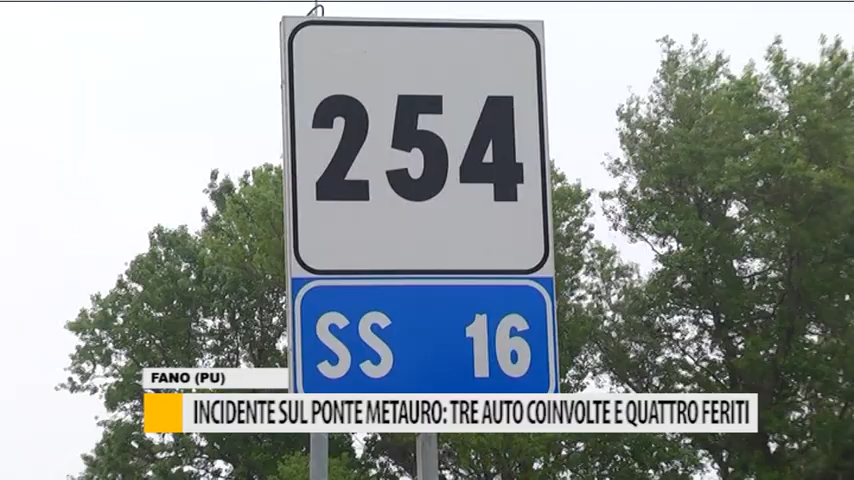 254
SS 16
FANO (PU)
INCIDENTE SUL PONTE METAURO: TRE AUTO COINVOLTE E QUATTRO FERITI